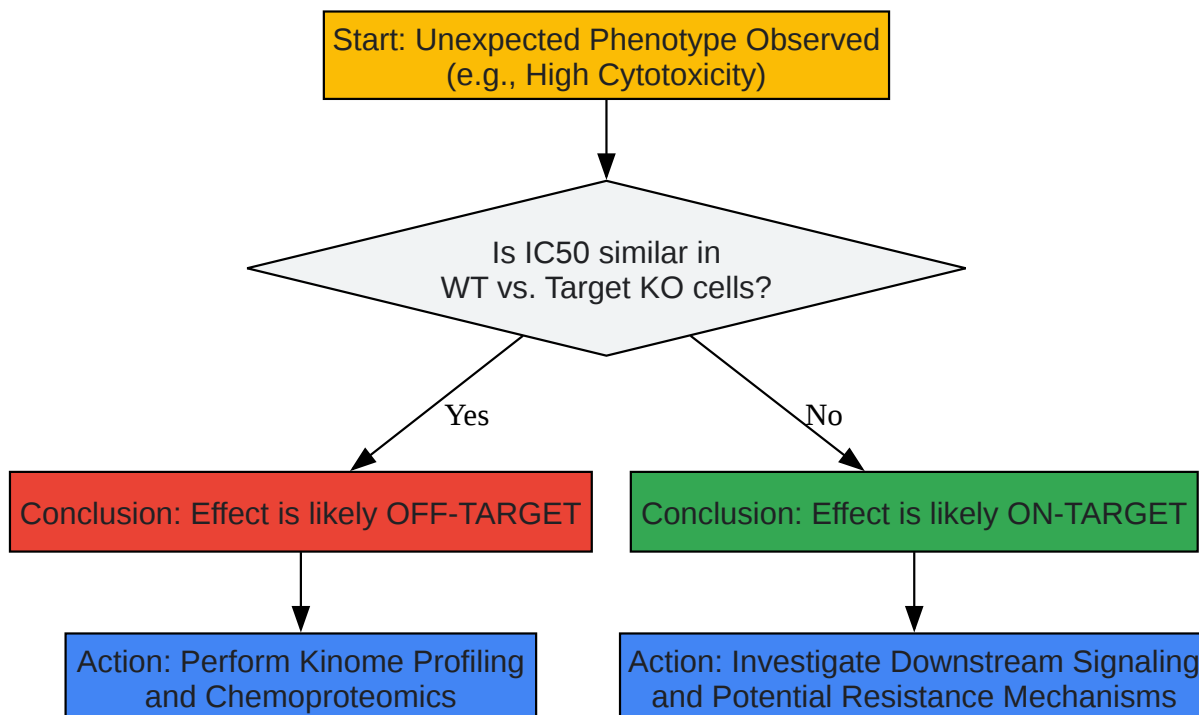 Start: Unexpected Phenotype Observed
(e.g., High Cytotoxicity)
Is IC50 similar in
WT vs. Target KO cells?
Yes
No
Conclusion: Effect is likely OFF-TARGET
Conclusion: Effect is likely ON-TARGET
Action: Perform Kinome Profiling
and Chemoproteomics
Action: Investigate Downstream Signaling
and Potential Resistance Mechanisms